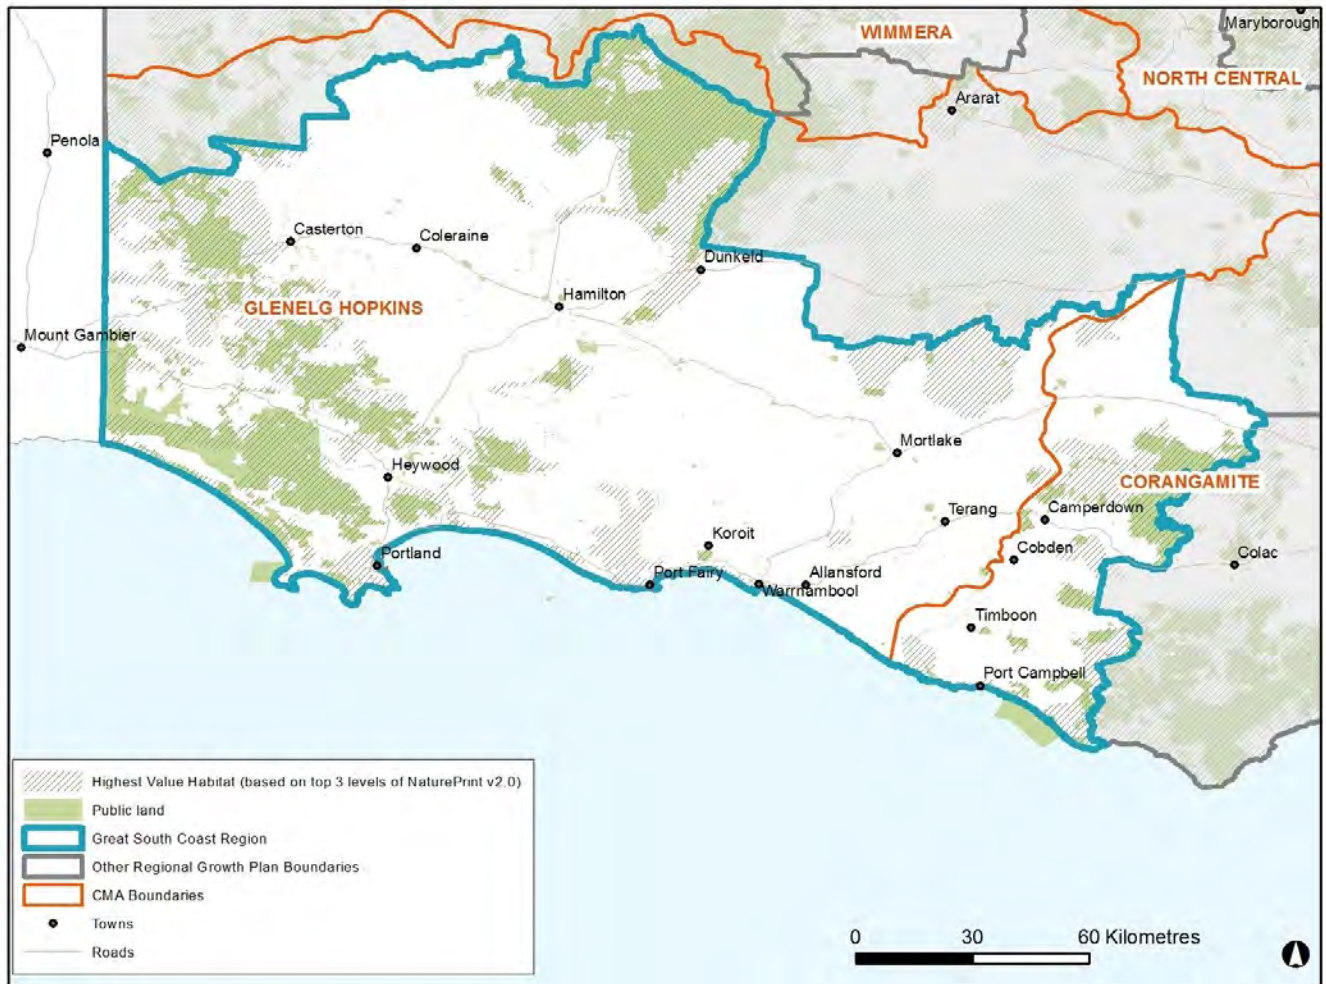 WIMMERA
Maryborough
NORTH CENTRAL
Ararat
Penola
Casterton
Coleraine
Dunkeld
Hamilton
GLENELG HOPKINS
Mount Gambier
Mortlake
Heywood
CORANGAMITE
Terang
Camperdown
Koroit
Cobden
Colac
Portland
Port Fairy
Allansford
Warrnambool
Timboon
Port Campbell
Highest Value Habitat (based on top 3 levels of NaturePrint v2.0)
Public land
Great South Coast Region
Other Regional Growth Plan Boundaries
CMA Boundaries
Towns
Roads
0 30 60 Kilometres